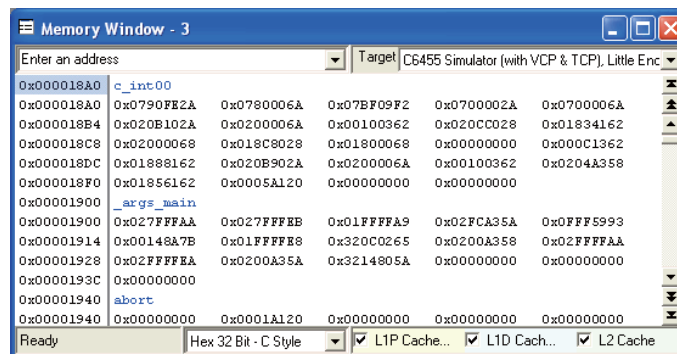 Memory Window - 3
Enter an address Target C6455 Simulator (with VCP & TCP), Little Enc
0x000018A0 c_int00
0x000018A0 0x0790FE2A 0x0780006A 0x07BF09F2 0x0700002A 0x0700006A
0x000018B4 0x020B102A 0x0200006A 0x00100362 0x020CC028 0x01834162
0x000018C8 0x02000068 0x018C8028 0x01800068 0x00000000 0x000C1362
0x000018DC 0x01888162 0x020B902A 0x0200006A 0x00100362 0x0204A358
0x000018F0 0x01856162 0x0005A120 0x00000000 0x00000000
0x00001900 _args_main
0x00001900 0x027FFFAA 0x027FFFEB 0x01FFFFA9 0x02FCA35A 0x0FFF5993
0x00001914 0x00148A7B 0x01FFFFE8 0x320C0265 0x0200A358 0x02FFFFAA
0x00001928 0x02FFFFEA 0x0200A35A 0x3214805A 0x00000000 0x00000000
0x0000193C 0x00000000
0x00001940 abort
0x00001940 0x00000000 0x0001A120 0x00000000 0x00000000 0x00000000
Ready Hex 32 Bit - C Style L1P Cache... L1D Cach... L2 Cache